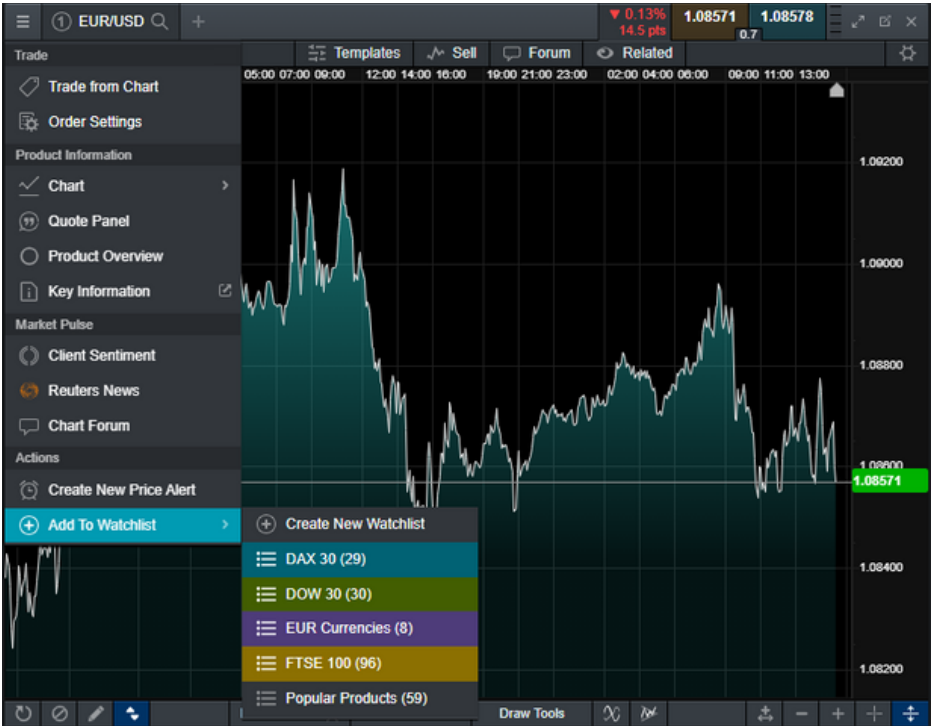 1 EUR/USD
0.13%
14.5 pts
1.08571
1.08578
0.7
Trade
Templates
Sell
Forum
Related
05:00 07:00 09:00 12:00 14:00 16:00 19:00 21:00 23:00 02:00 04:00 06:00 09:00 11:00 13:00
Trade from Chart
Order Settings
Product Information
Chart
Quote Panel
Product Overview
Key Information
Market Pulse
Client Sentiment
Reuters News
Chart Forum
Actions
Create New Price Alert
Add To Watchlist
Create New Watchlist
DAX 30 (29)
DOW 30 (30)
EUR Currencies (8)
FTSE 100 (96)
Popular Products (59)
1.09200
1.09000
1.08800
1.08600
1.08571
1.08400
1.08200
Draw Tools